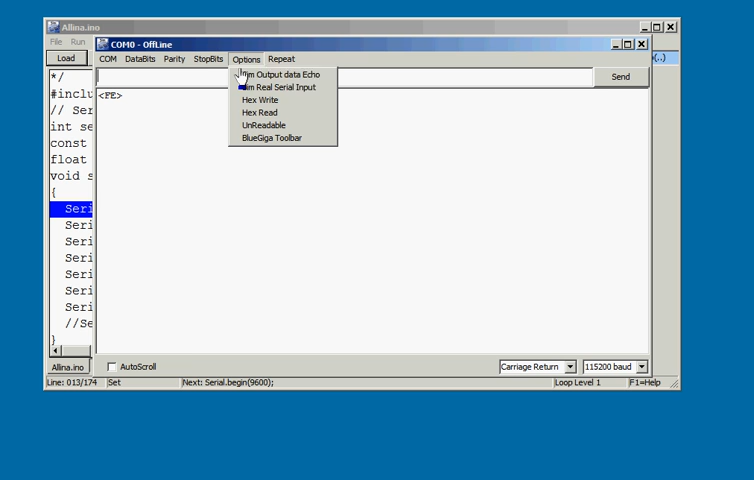 Allina.ino
File Run
Load
COM0 - OffLine
COM DataBits Parity StopBits Options Repeat
Output data Echo
Real Serial Input
Hex Write
Hex Read
UnReadable
BlueGiga Toolbar
Send
<FE>
(..)
*/
#inclu
// Ser
int se
const
float
void s
{
Seri
Seri
Seri
Seri
Seri
Seri
Seri
//Se
}
AutoScroll
Carriage Return
115200 baud
Allina.ino
Line: 013/174 Set Next: Serial.begin(9600); Loop Level 1 F1=Help